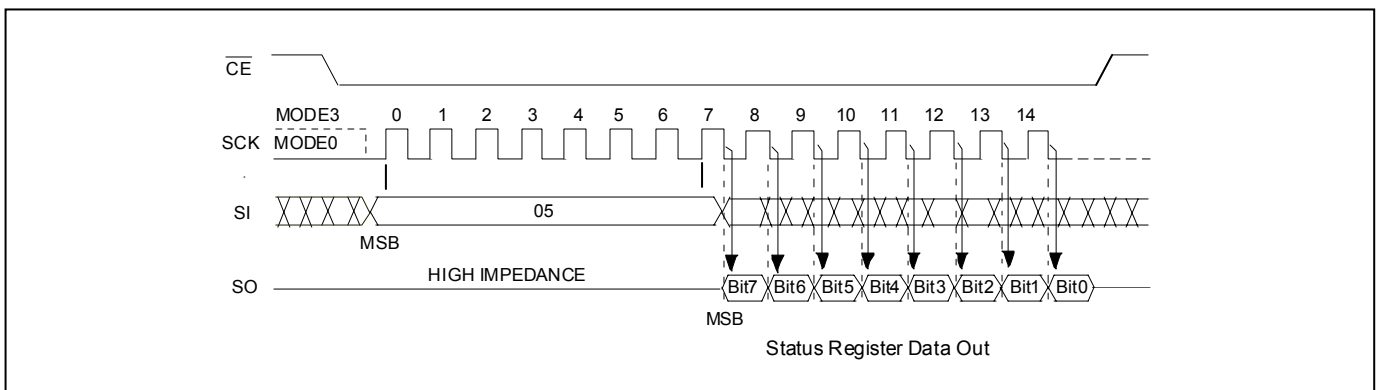 CE
MODE3 0 1 2 3 4 5 6 7 8 9 10 11 12 13 14
SCK MODE0
SI 05
MSB
HIGH IMPEDANCE
SO Bit7 Bit6 Bit5 Bit4 Bit3 Bit2 Bit1 Bit0
MSB
Status Register Data Out